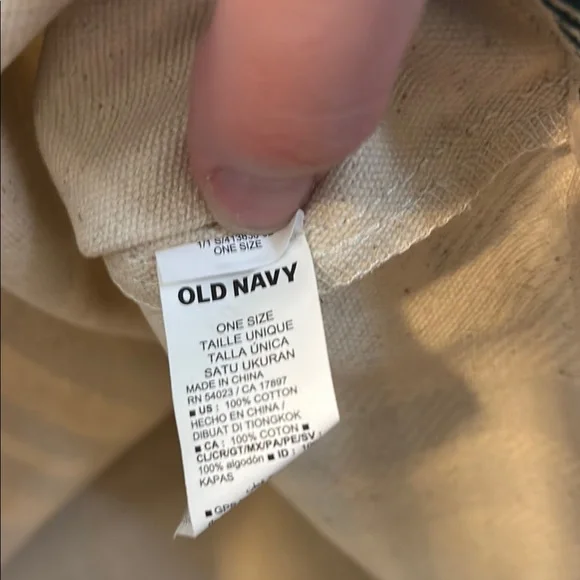 ONE SIZE
OLD NAVY
ONE SIZE
TAILLE UNIQUE
TALLA ÚNICA
SATU UKURAN
MADE IN CHINA
RN 54023 / CA 17897
■ US : 100% COTTON
HECHO EN CHINA /
DIBUAT DI TIONGKOK
■ CA : 100% COTON ■
CL/CR/GT/MX/PA/PE/SV
100% algodón ■ ID :
KAPAS